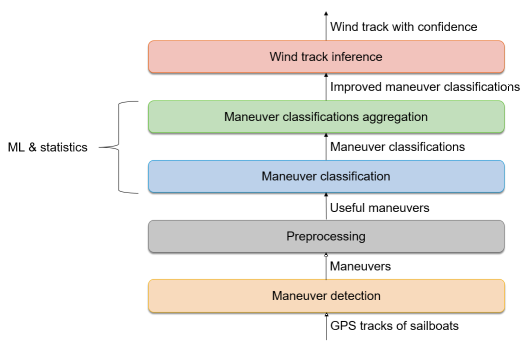 Wind track with confidence
Wind track inference
Improved maneuver classifications
Maneuver classifications aggregation
ML & statistics
Maneuver classifications
Maneuver classification
Useful maneuvers
Preprocessing
Maneuvers
Maneuver detection
GPS tracks of sailboats